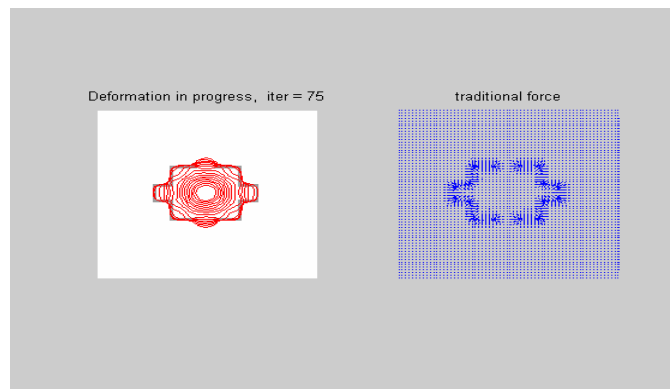 Deformation in progress, iter = 75
traditional force